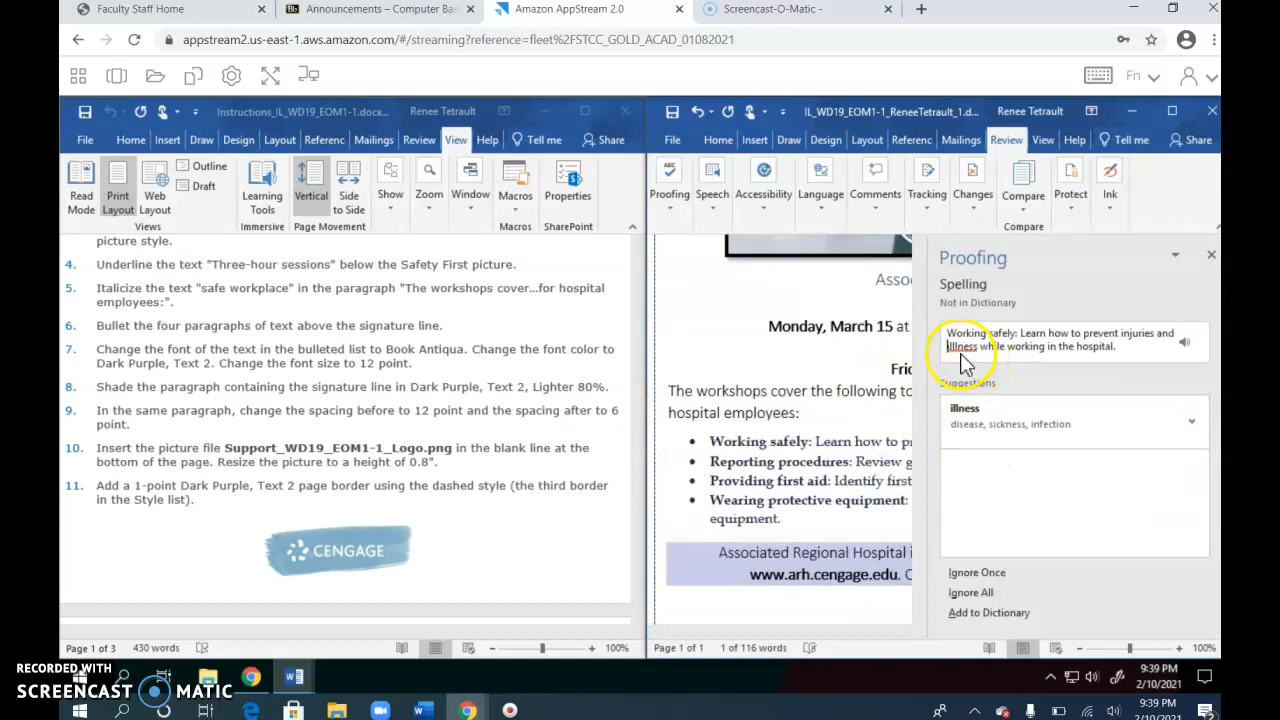 Faculty Staff Home
Announcements – Computer Bas
Amazon AppStream 2.0
Screencast-O-Matic -
appstream2.us-east-1.aws.amazon.com/#/streaming?reference=fleet%2FSTCC_GOLD_ACAD_01082021
Fn
Instructions_IL_WD19_EOM1-1.docx...
Renee Tetrault
File Home Insert Draw Design Layout Referenc Mailings Review View Help Tell me Share
Read Mode
Print Layout
Web Layout
Outline
Draft
Learning Tools
Vertical
Side to Side
Show
Zoom
Window
Macros
Properties
Views
Immersive
Page Movement
Macros
SharePoint
picture style.
4. Underline the text "Three-hour sessions" below the Safety First picture.
5. Italicize the text "safe workplace" in the paragraph "The workshops cover...for hospital
employees:".
6. Bullet the four paragraphs of text above the signature line.
7. Change the font of the text in the bulleted list to Book Antiqua. Change the font color to
Dark Purple, Text 2. Change the font size to 12 point.
8. Shade the paragraph containing the signature line in Dark Purple, Text 2, Lighter 80%.
9. In the same paragraph, change the spacing before to 12 point and the spacing after to 6
point.
10. Insert the picture file Support_WD19_EOM1-1_Logo.png in the blank line at the
bottom of the page. Resize the picture to a height of 0.8".
11. Add a 1-point Dark Purple, Text 2 page border using the dashed style (the third border
in the Style list).
CENGAGE
Page 1 of 3 430 words
100%
IL_WD19_EOM1-1_ReneeTetrault_1.d...
Renee Tetrault
File Home Insert Draw Design Layout Referenc Mailings Review View Help Tell me Share
Proofing
Speech
Accessibility
Language
Comments
Tracking
Changes
Compare
Protect
Ink
Compare
Asso
Monday, March 15 at
Frid
The workshops cover the following to
hospital employees:
• Working safely: Learn how to pr
• Reporting procedures: Review g
• Providing first aid: Identify first
• Wearing protective equipment:
equipment.
Associated Regional Hospital i
www.arh.cengage.edu. C
Proofing
Spelling
Not in Dictionary
Working safely: Learn how to prevent injuries and
illlness while working in the hospital.
Suggestions
illness
disease, sickness, infection
Ignore Once
Ignore All
Add to Dictionary
Page 1 of 1 1 of 116 words
100%
9:39 PM
2/10/2021
RECORDED WITH
SCREENCAST MATIC
9:39 PM
2/10/2021